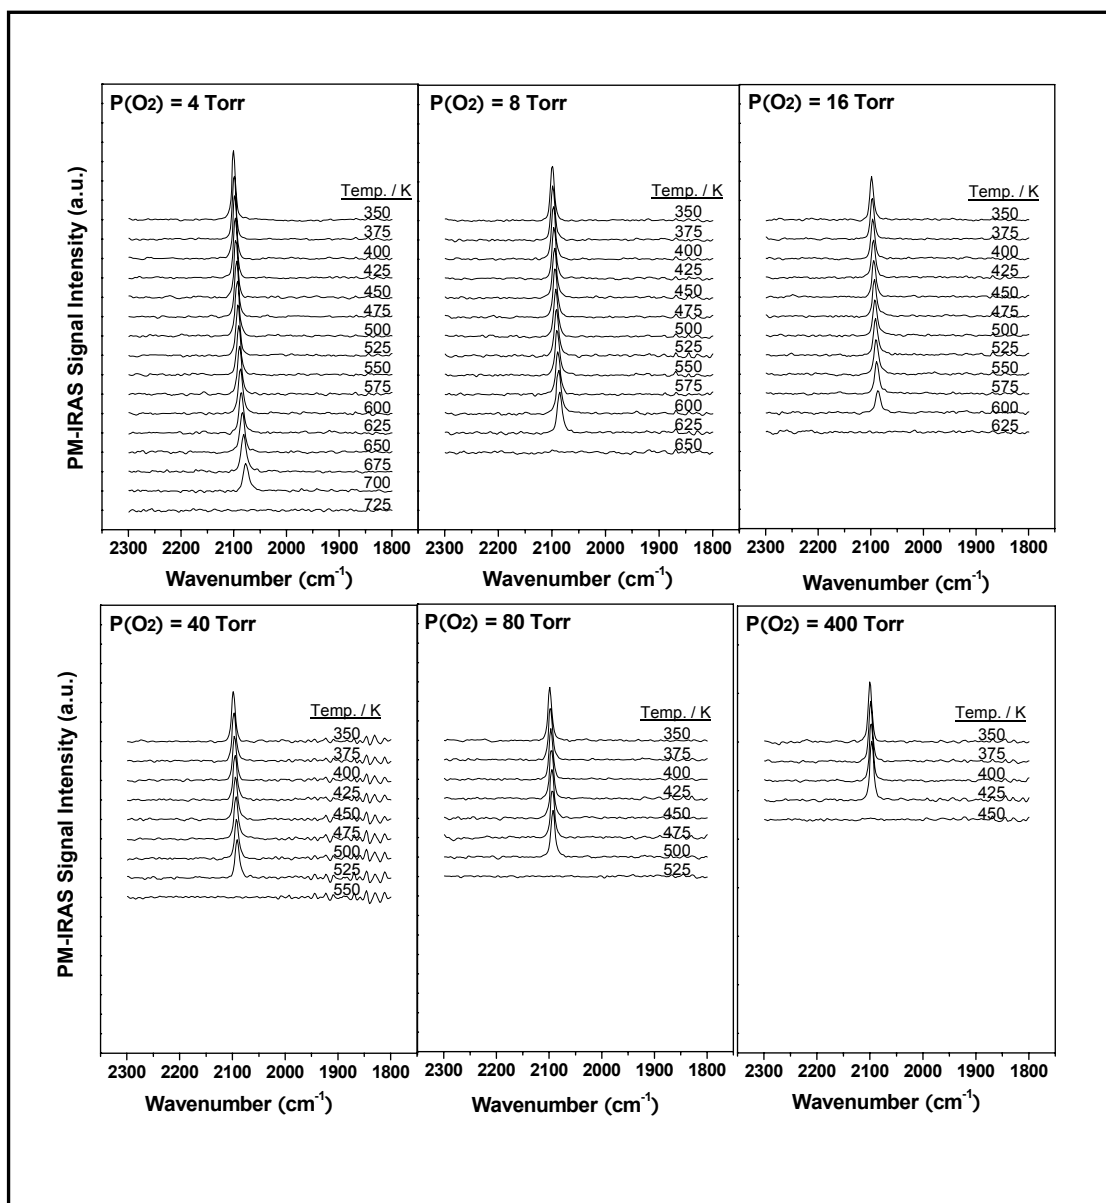 P(O2) = 4 Torr
P(O2) = 8 Torr
P(O2) = 16 Torr
PM-IRAS Signal Intensity (a.u.)
Temp. / K
350
375
400
425
450
475
500
525
550
575
600
625
650
675
700
725
Temp. / K
350
375
400
425
450
475
500
525
550
575
600
625
650
Temp. / K
350
375
400
425
450
475
500
525
550
575
600
625
2300 2200 2100 2000 1900 1800
2300 2200 2100 2000 1900 1800
2300 2200 2100 2000 1900 1800
Wavenumber (cm-1)
Wavenumber (cm-1)
Wavenumber (cm-1)
P(O2) = 40 Torr
P(O2) = 80 Torr
P(O2) = 400 Torr
PM-IRAS Signal Intensity (a.u.)
Temp. / K
350
375
400
425
450
475
500
525
550
Temp. / K
350
375
400
425
450
475
500
525
Temp. / K
350
375
400
425
450
2300 2200 2100 2000 1900 1800
2300 2200 2100 2000 1900 1800
2300 2200 2100 2000 1900 1800
Wavenumber (cm-1)
Wavenumber (cm-1)
Wavenumber (cm-1)